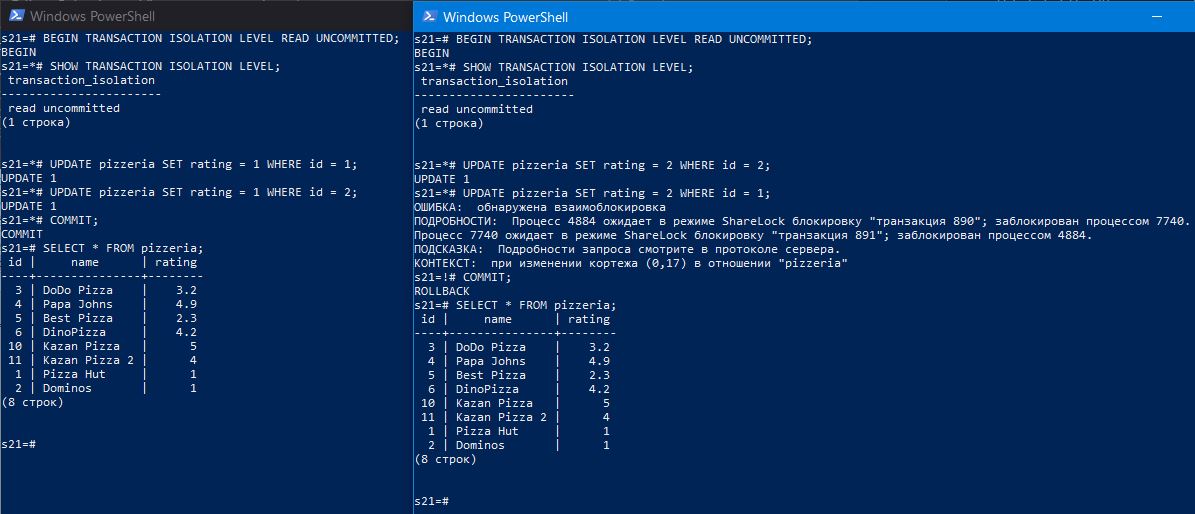 Windows PowerShell
s21=# BEGIN TRANSACTION ISOLATION LEVEL READ UNCOMMITTED;
BEGIN
s21=*# SHOW TRANSACTION ISOLATION LEVEL;
transaction_isolation
-----------------------
read uncommitted
(1 строка)
s21=*# UPDATE pizzeria SET rating = 1 WHERE id = 1;
UPDATE 1
s21=*# UPDATE pizzeria SET rating = 1 WHERE id = 2;
UPDATE 1
s21=*# COMMIT;
COMMIT
s21=# SELECT * FROM pizzeria;
id | name | rating
----+---------------+--------
3 | DoDo Pizza | 3.2
4 | Papa Johns | 4.9
5 | Best Pizza | 2.3
6 | DinoPizza | 4.2
10 | Kazan Pizza | 5
11 | Kazan Pizza 2 | 4
1 | Pizza Hut | 1
2 | Dominos | 1
(8 строк)
s21=#
Windows PowerShell
s21=# BEGIN TRANSACTION ISOLATION LEVEL READ UNCOMMITTED;
BEGIN
s21=*# SHOW TRANSACTION ISOLATION LEVEL;
transaction_isolation
-----------------------
read uncommitted
(1 строка)
s21=*# UPDATE pizzeria SET rating = 2 WHERE id = 2;
UPDATE 1
s21=*# UPDATE pizzeria SET rating = 2 WHERE id = 1;
ОШИБКА: обнаружена взаимоблокировка
ПОДРОБНОСТИ: Процесс 4884 ожидает в режиме ShareLock блокировку "транзакция 890"; заблокирован процессом 7740.
Процесс 7740 ожидает в режиме ShareLock блокировку "транзакция 891"; заблокирован процессом 4884.
ПОДСКАЗКА: Подробности запроса смотрите в протоколе сервера.
КОНТЕКСТ: при изменении кортежа (0,17) в отношении "pizzeria"
s21=!# COMMIT;
ROLLBACK
s21=# SELECT * FROM pizzeria;
id | name | rating
----+---------------+--------
3 | DoDo Pizza | 3.2
4 | Papa Johns | 4.9
5 | Best Pizza | 2.3
6 | DinoPizza | 4.2
10 | Kazan Pizza | 5
11 | Kazan Pizza 2 | 4
1 | Pizza Hut | 1
2 | Dominos | 1
(8 строк)
s21=#